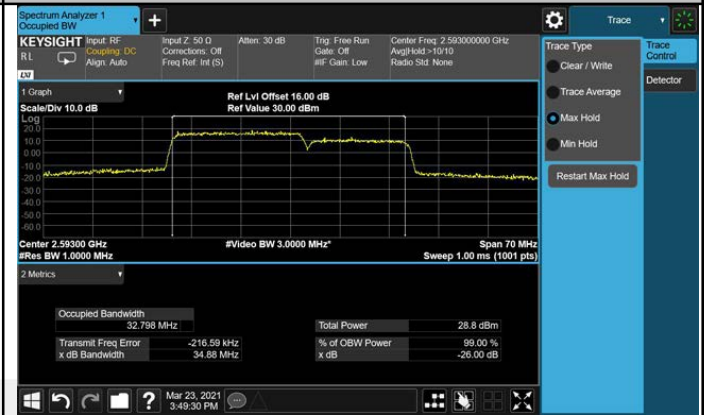 Spectrum Analyzer 1
Occupied BW
+
Trace
KEYSIGHT
RL
LXI
Input: RF
Coupling: DC
Align: Auto
Input Z: 50 Ω
Corrections: Off
Freq Ref: Int (S)
Atten: 30 dB
Trig: Free Run
Gate: Off
#IF Gain: Low
Center Freq: 2.593000000 GHz
Avg|Hold:>10/10
Radio Std: None
Trace Type
Clear / Write
Trace Average
Max Hold
Min Hold
Restart Max Hold
Trace
Control
Detector
1 Graph
Scale/Div 10.0 dB
Ref Lvl Offset 16.00 dB
Ref Value 30.00 dBm
Log
20.0
10.0
0.00
-10.0
-20.0
-30.0
-40.0
-50.0
-60.0
Center 2.59300 GHz
#Video BW 3.0000 MHz*
Span 70 MHz
#Res BW 1.0000 MHz
Sweep 1.00 ms (1001 pts)
2 Metrics
Occupied Bandwidth
32.798 MHz
Total Power 28.8 dBm
Transmit Freq Error -216.59 kHz
% of OBW Power 99.00 %
x dB Bandwidth 34.88 MHz
x dB -26.00 dB
?
Mar 23, 2021
3:49:30 PM